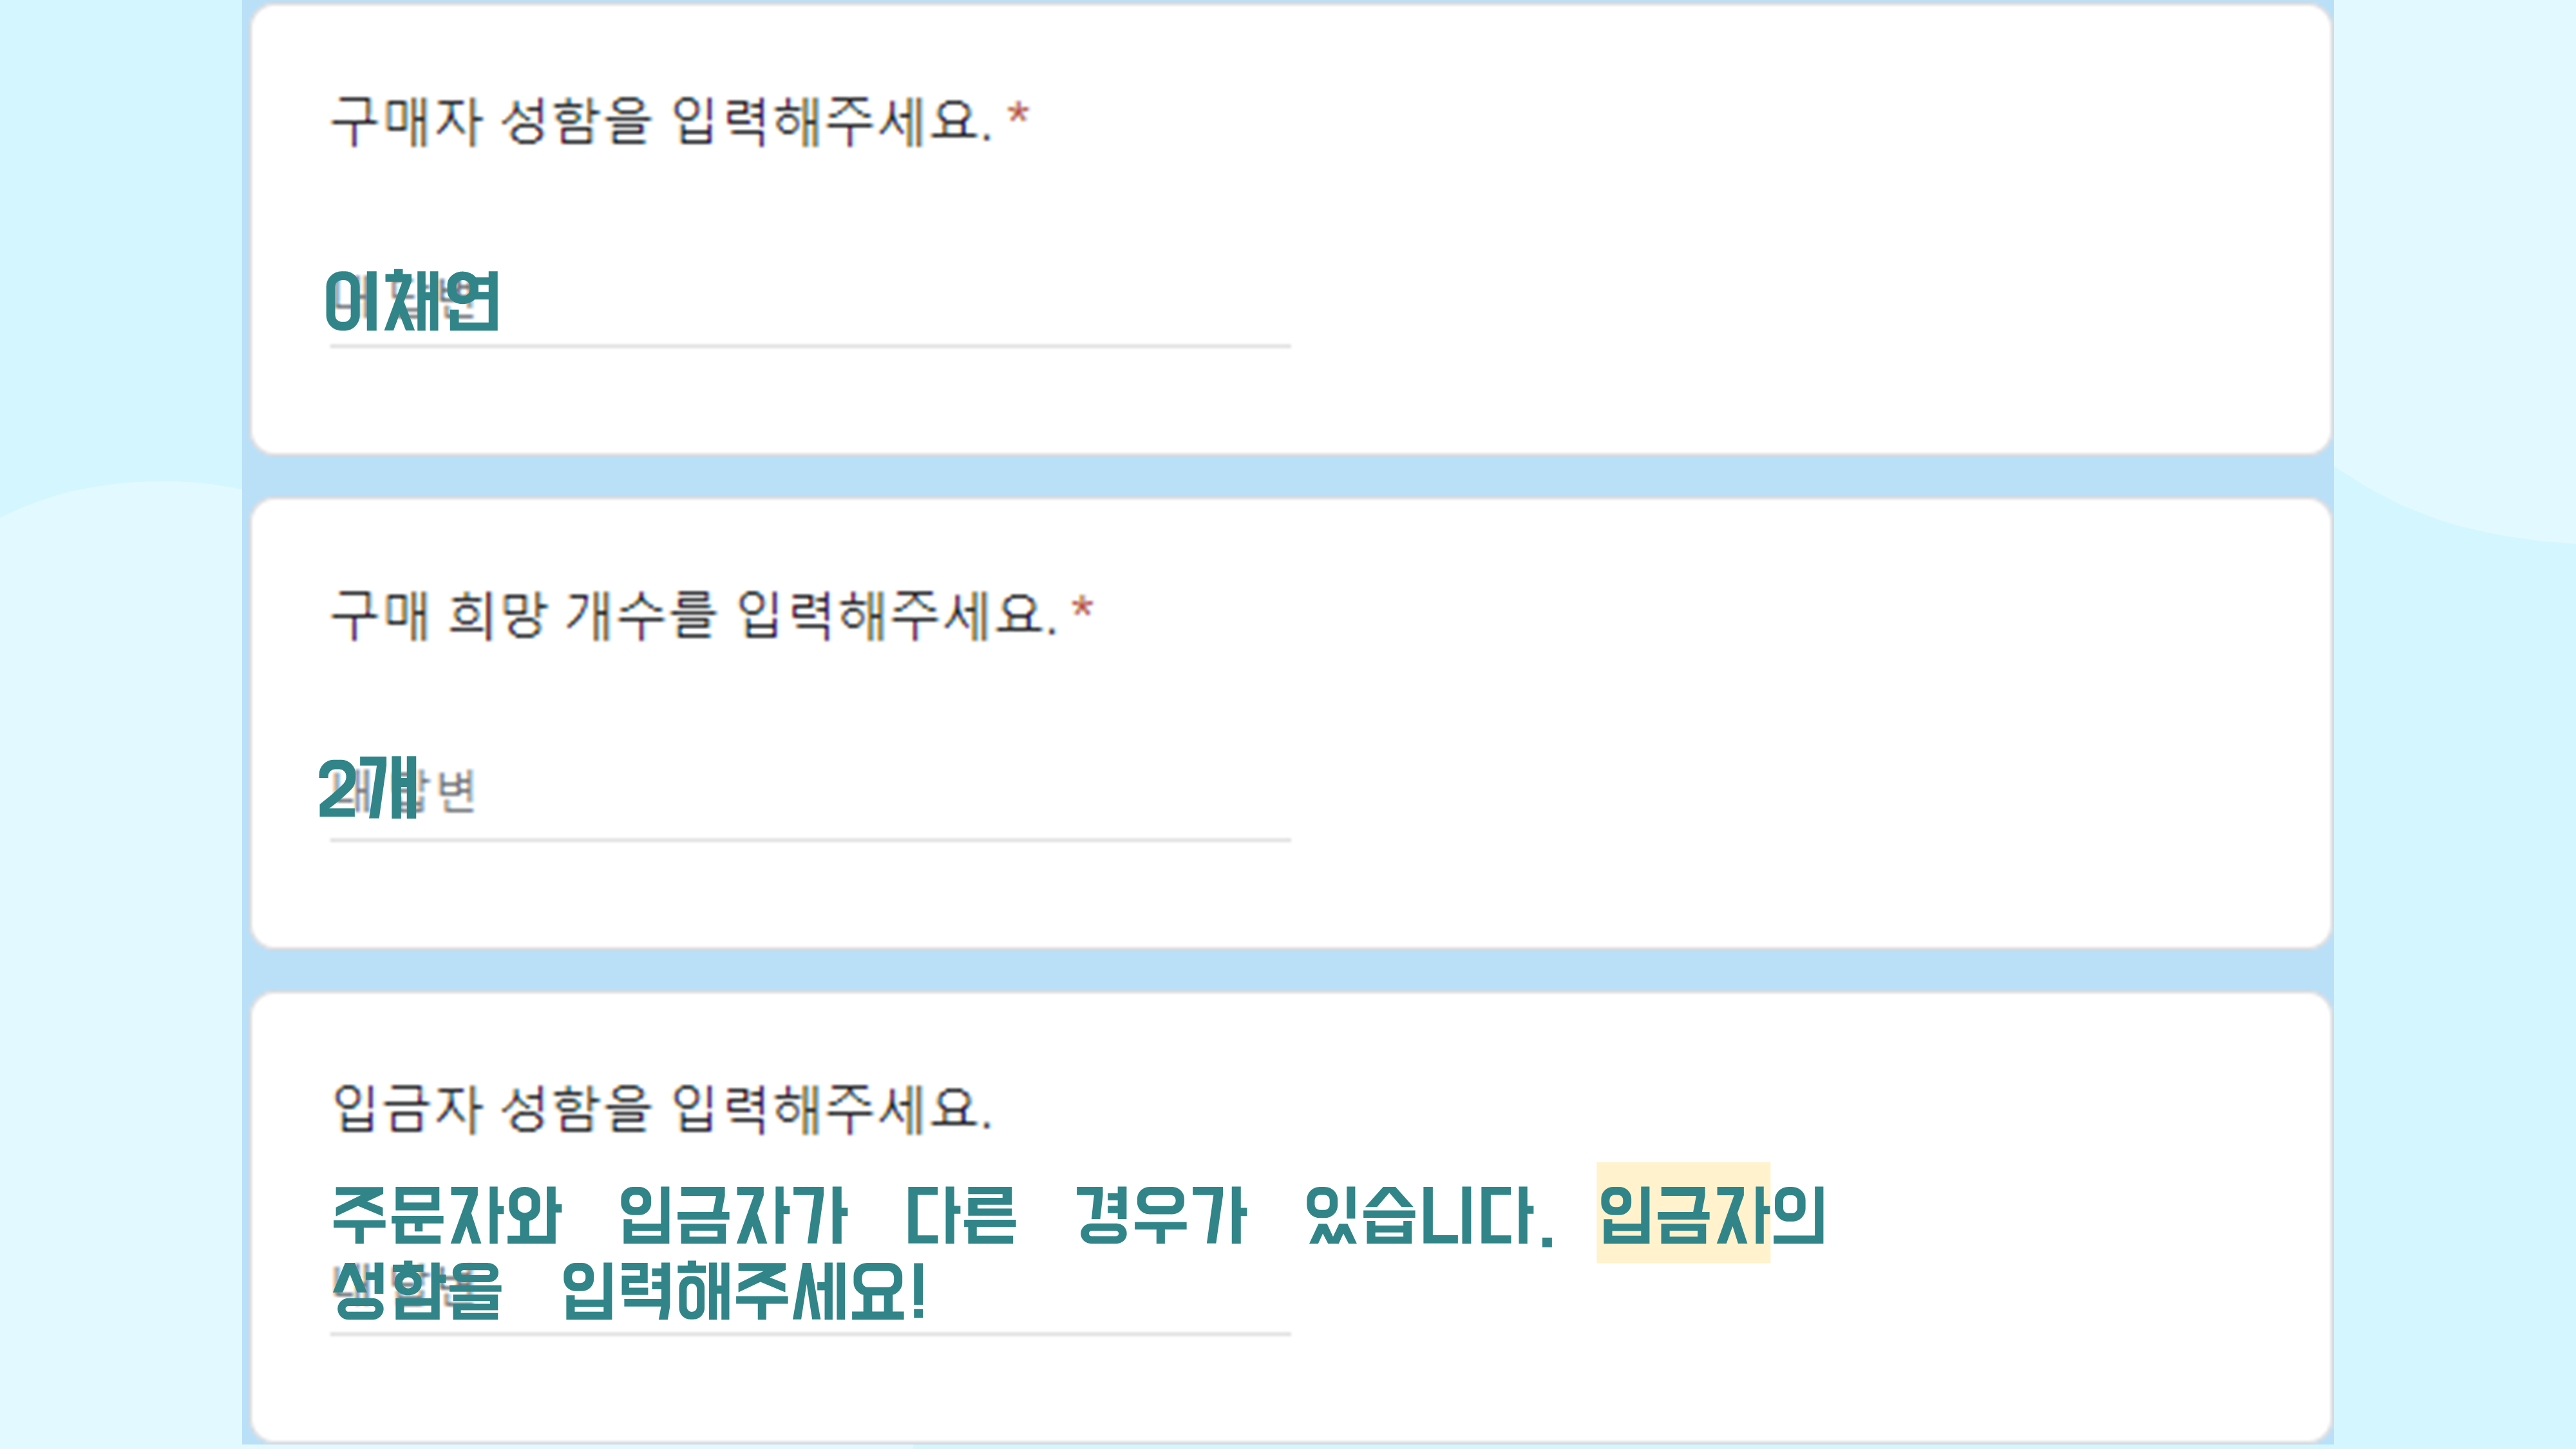 구매자 성함을 입력해주세요. *
이채연
구매 희망 개수를 입력해주세요. *
2개
내 답변
입금자 성함을 입력해주세요.
주문자와 입금자가 다른 경우가 있습니다. 입금자의
성함을 입력해주세요!